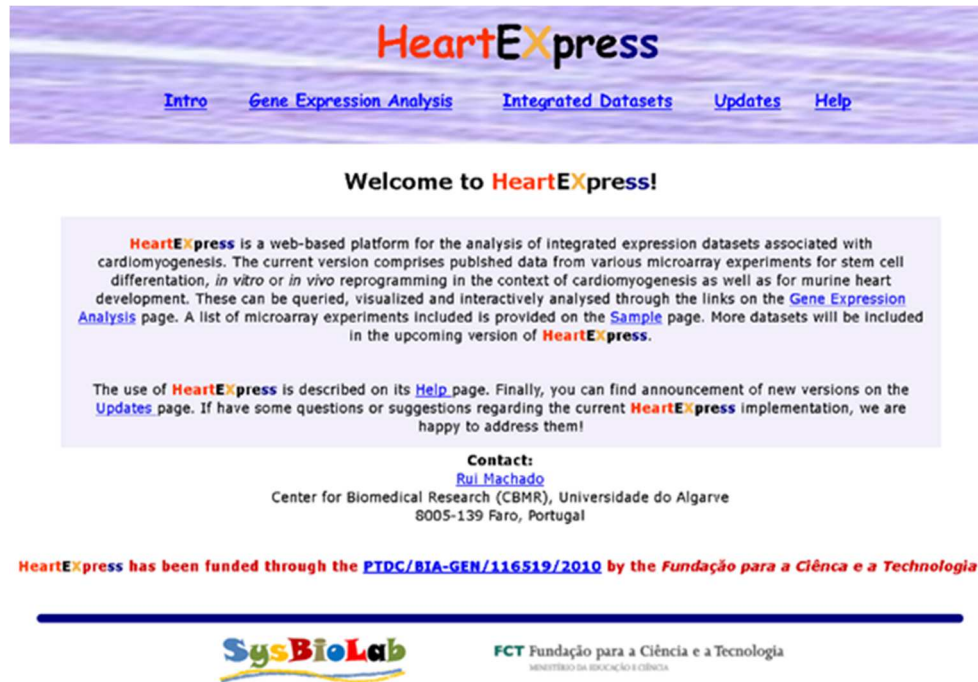 HeartEXpress
Intro Gene Expression Analysis Integrated Datasets Updates Help
Welcome to HeartEXpress!
HeartEXpress is a web-based platform for the analysis of integrated expression datasets associated with
cardiomyogenesis. The current version comprises publshed data from various microarray experiments for stem cell
differentation, in vitro or in vivo reprogramming in the context of cardiomyogenesis as well as for murine heart
development. These can be queried, visualized and interactively analysed through the links on the Gene Expression
Analysis page. A list of microarray experiments included is provided on the Sample page. More datasets will be included
in the upcoming version of HeartEXpress.
The use of HeartEXpress is described on its Help page. Finally, you can find announcement of new versions on the
Updates page. If have some questions or suggestions regarding the current HeartEXpress implementation, we are
happy to address them!
Contact:
Rui Machado
Center for Biomedical Research (CBMR), Universidade do Algarve
8005-139 Faro, Portugal
HeartEXpress has been funded through the PTDC/BIA-GEN/116519/2010 by the Fundação para a Ciênca e a Technologia
SysBioLab
FCT Fundação para a Ciência e a Tecnologia
MINISTÉRIO DA EDUCAÇÃO E CIÊNCIA